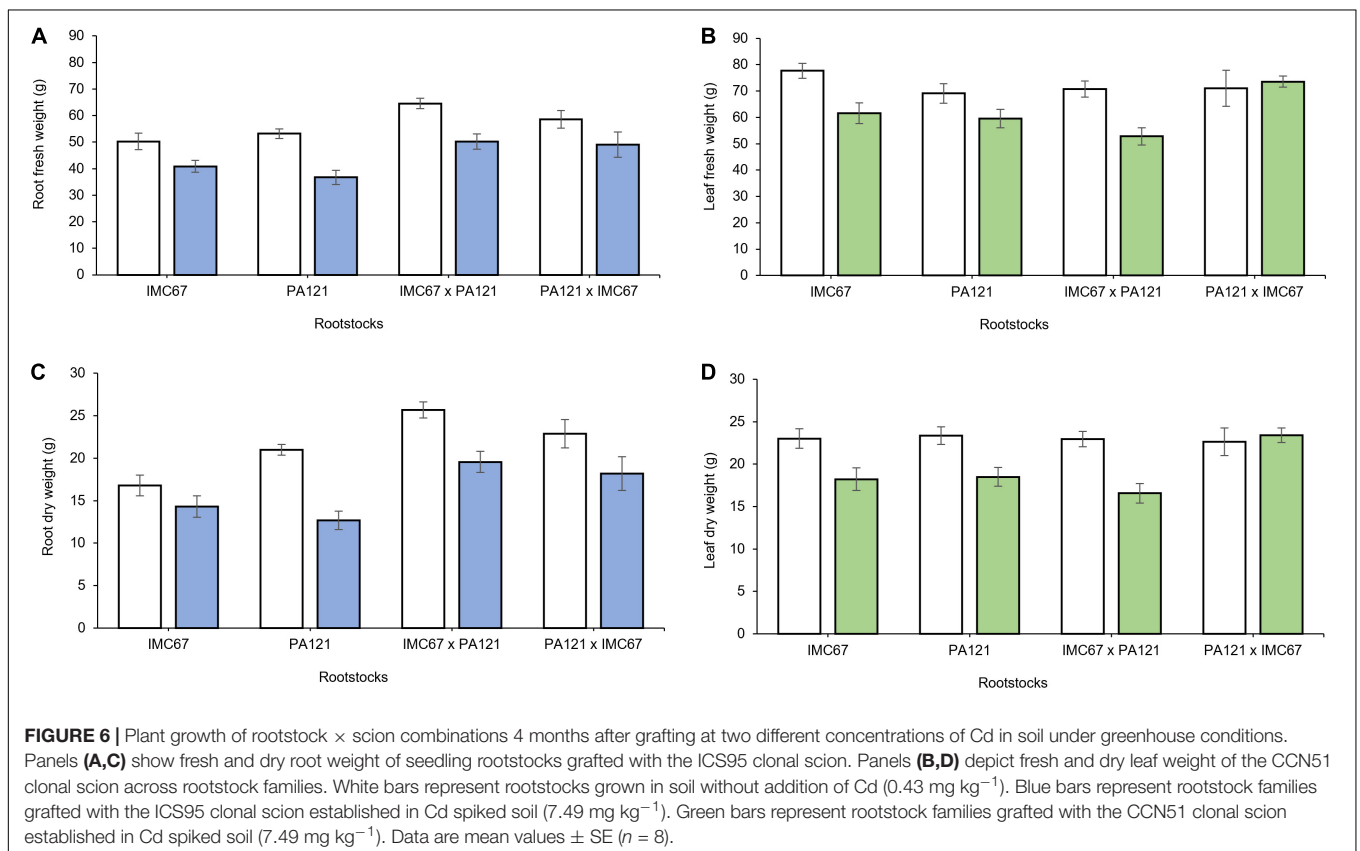 A
90
80
70
60
50
40
30
20
10
0
Root fresh weight (g)
IMC67 PA121 IMC67 x PA121 PA121 x IMC67
Rootstocks
B
90
80
70
60
50
40
30
20
10
0
Leaf fresh weight (g)
IMC67 PA121 IMC67 x PA121 PA121 x IMC67
Rootstocks
C
30
25
20
15
10
5
0
Root dry weight (g)
IMC67 PA121 IMC67 x PA121 PA121 x IMC67
Rootstocks
D
30
25
20
15
10
5
0
Leaf dry weight (g)
IMC67 PA121 IMC67 x PA121 PA121 x IMC67
Rootstocks
FIGURE 6 | Plant growth of rootstock × scion combinations 4 months after grafting at two different concentrations of Cd in soil under greenhouse conditions.
Panels (A,C) show fresh and dry root weight of seedling rootstocks grafted with the ICS95 clonal scion. Panels (B,D) depict fresh and dry leaf weight of the CCN51
clonal scion across rootstock families. White bars represent rootstocks grown in soil without addition of Cd (0.43 mg kg⁻¹). Blue bars represent rootstock families
grafted with the ICS95 clonal scion established in Cd spiked soil (7.49 mg kg⁻¹). Green bars represent rootstock families grafted with the CCN51 clonal scion
established in Cd spiked soil (7.49 mg kg⁻¹). Data are mean values ± SE (n = 8).